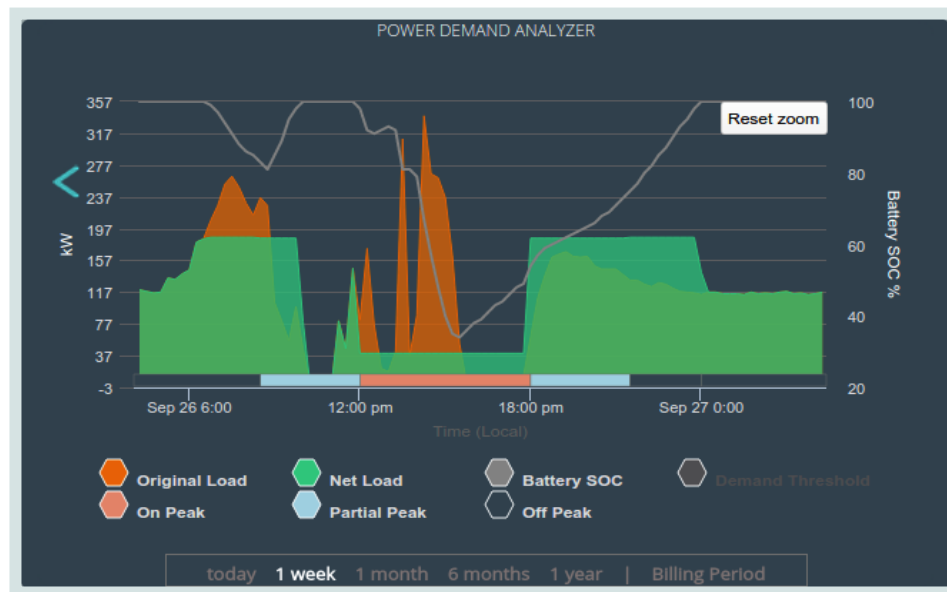 POWER DEMAND ANALYZER
357
317
277
237
197
157
117
77
37
-3
kW
100
80
60
40
20
Battery SOC %
Reset zoom
Sep 26 6:00
12:00 pm
18:00 pm
Sep 27 0:00
Time (Local)
Original Load
Net Load
Battery SOC
Demand Threshold
On Peak
Partial Peak
Off Peak
today 1 week 1 month 6 months 1 year | Billing Period